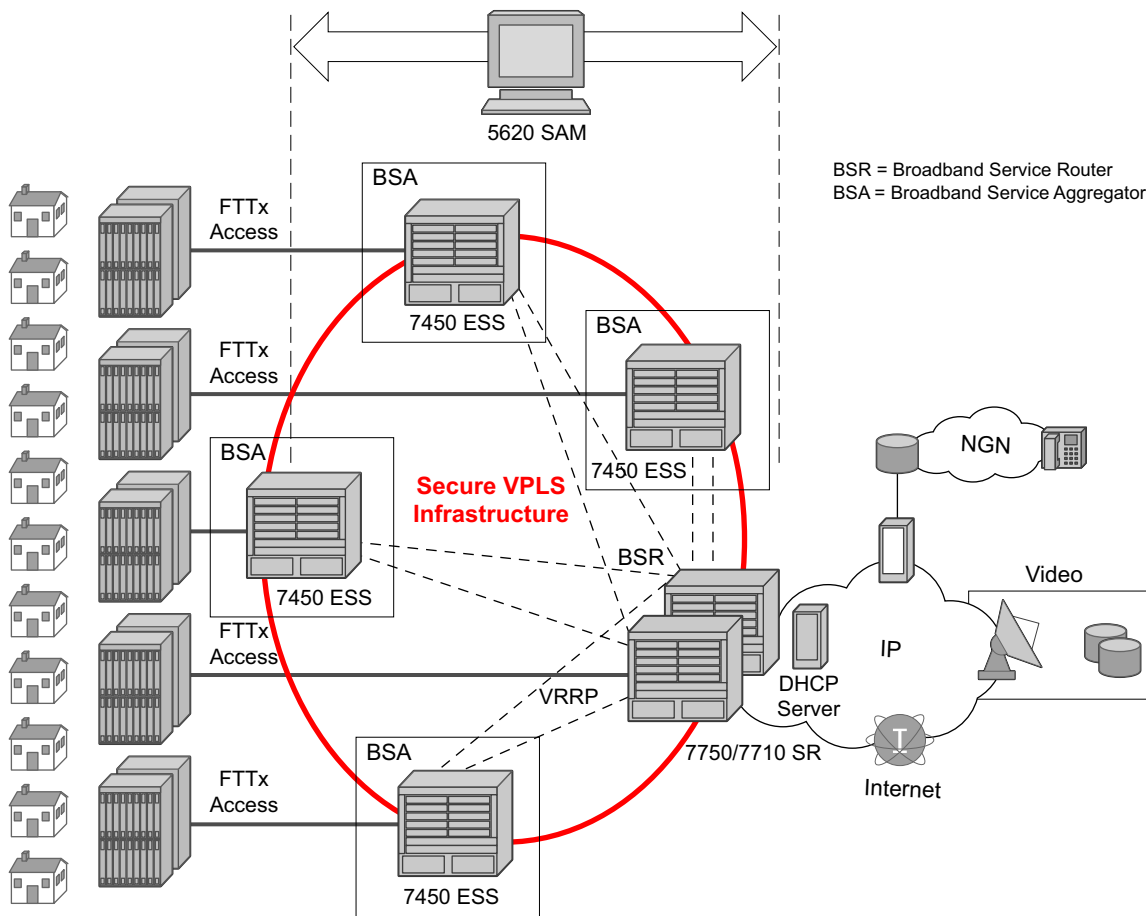 5620 SAM
BSR = Broadband Service Router
BSA = Broadband Service Aggregator
BSA
FTTx
Access
7450 ESS
BSA
FTTx
Access
7450 ESS
NGN
BSA
Secure VPLS
Infrastructure
7450 ESS
BSR
Video
FTTx
Access
IP
DHCP
Server
VRRP
7750/7710 SR
BSA
FTTx
Access
I
Internet
7450 ESS